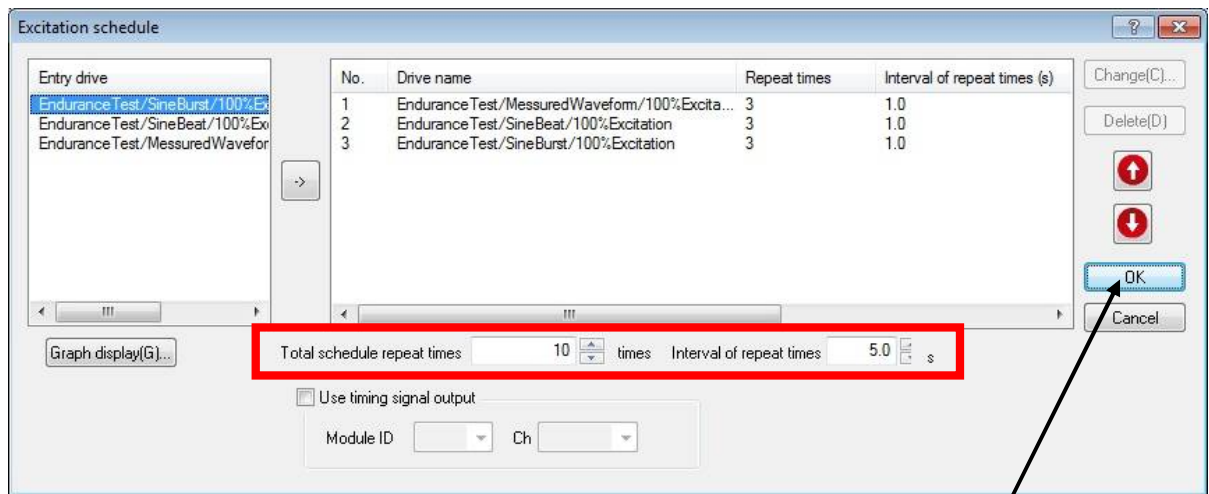 Excitation schedule
Entry drive
EnduranceTest/SineBurst/100%Ex
EnduranceTest/SineBeat/100%Ex
EnduranceTest/MessuredWavefor
->
No. Drive name Repeat times Interval of repeat times (s)
1 EnduranceTest/MessuredWaveform/100%Excita... 3 1.0
2 EnduranceTest/SineBeat/100%Excitation 3 1.0
3 EnduranceTest/SineBurst/100%Excitation 3 1.0
Change(C)...
Delete(D)
OK
Cancel
Graph display(G)...
Total schedule repeat times 10 times Interval of repeat times 5.0 s
Use timing signal output
Module ID Ch